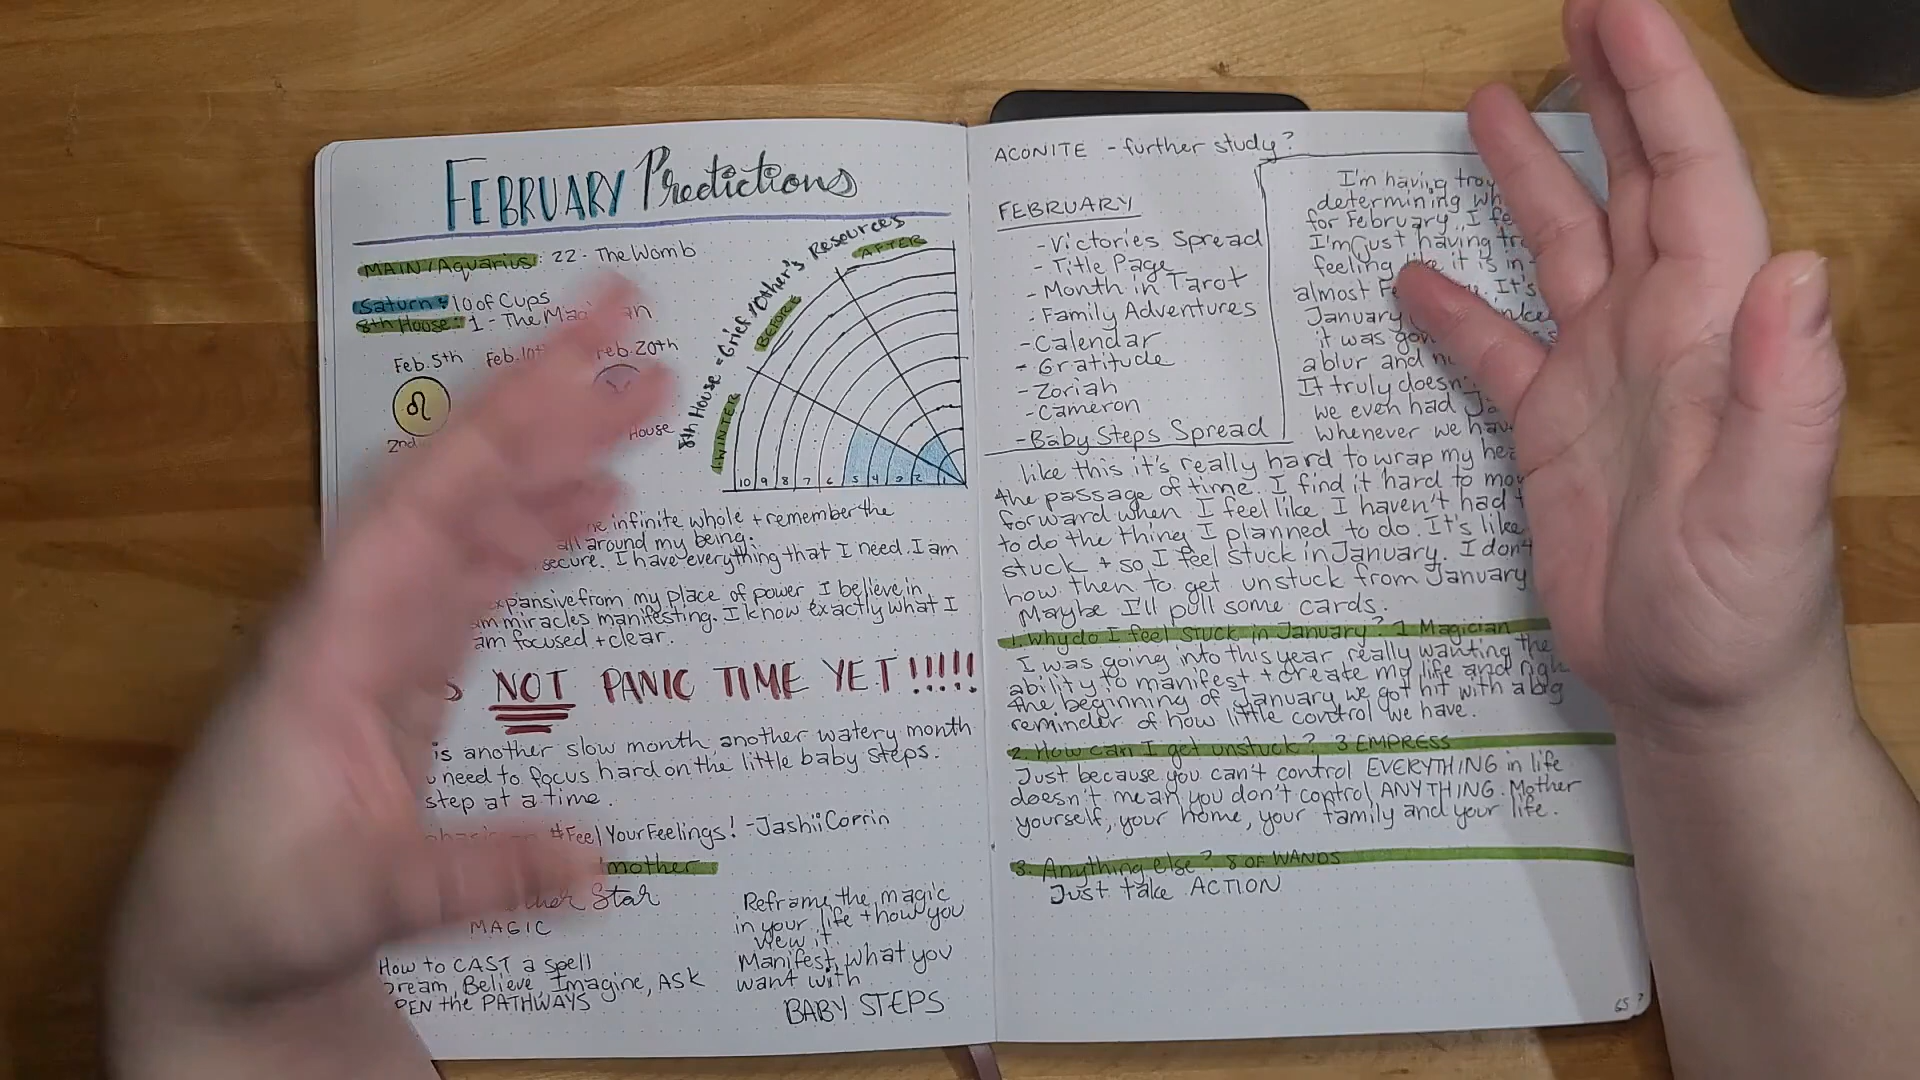 FEBRUARY Predictions
MAIN/Aquarius: 22 - The Womb
Saturn: 10 of Cups
8th House: 1 - The Magician
Feb. 5th Feb. 10th Feb. 20th
♌
2nd House
8th House = Grief / Other's Resources
WINTER
BEFORE
AFTER
10 9 8 7 6 5 4 3 2 1
the infinite whole + remember the
all around my being.
secure. I have everything that I need. I am
expansive from my place of power I believe in
am miracles manifesting. I know exactly what I
am focused + clear.
NOT PANIC TIME YET!!!!!
is another slow month another watery month
need to focus hard on the little baby steps.
step at a time.
#FeelYourFeelings! - Jashii Corrin
mother
Star
MAGIC
How to CAST a spell
Dream, Believe, Imagine, ASK
OPEN the PATHWAYS
Reframe the magic
in your life + how you
view it.
Manifest what you
want with
BABY STEPS
ACONITE - further study?
FEBRUARY
- Victories Spread
- Title Page
- Month in Tarot
- Family Adventures
- Calendar
- Gratitude
- Zoriah
- Cameron
- Baby Steps Spread
I'm having
determining
for February. I
I'm just having
feeling like it is in
almost It's
January
it was
a blur and
It truly doesn't
we even had
whenever we have
like this it's really hard to wrap my
the passage of time. I find it hard to
forward when I feel like I haven't had
to do the thing I planned to do. It's like
stuck + so I feel stuck in January. I don't
how then to get unstuck from January
Maybe I'll pull some cards.
1. Why do I feel stuck in January? 1 Magician
I was going into this year really wanting the
ability to manifest + create my life and
the beginning of January we got hit with a big
reminder of how little control we have.
2. How can I get unstuck? 3 EMPRESS
Just because you can't control EVERYTHING in life
doesn't mean you don't control ANYTHING. Mother
yourself, your home, your family and your life.
3. Anything else? 8 OF WANDS
Just take ACTION
65